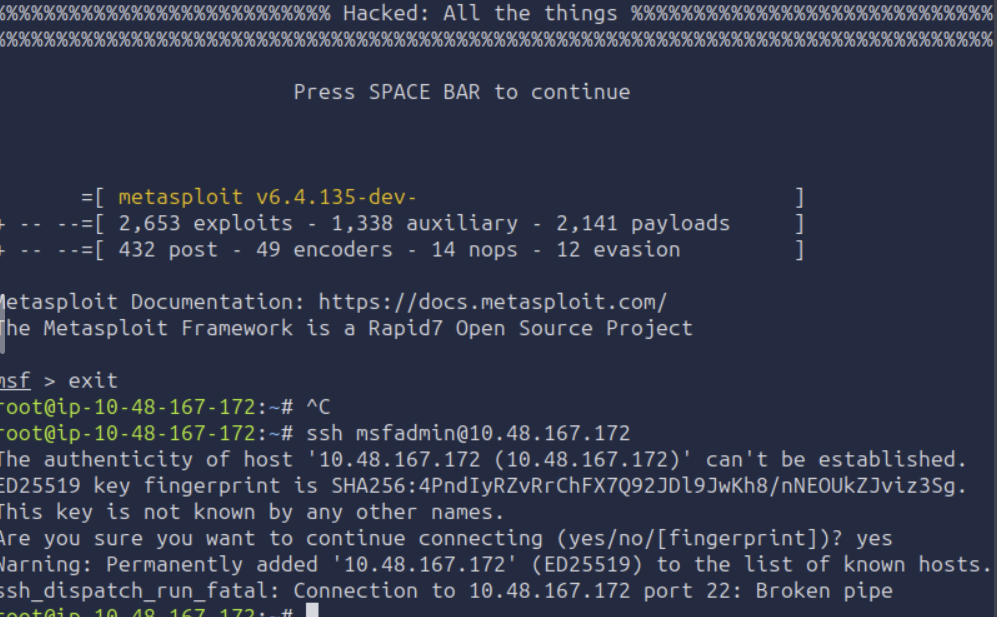 %%%%%%%%%%%%%%%%%%%%%%%%%%% Hacked: All the things %%%%%%%%%%%%%%%%%%%%%%%%%%%%%
%%%%%%%%%%%%%%%%%%%%%%%%%%%%%%%%%%%%%%%%%%%%%%%%%%%%%%%%%%%%%%%%%%%%%%%%%%%%%%%%
Press SPACE BAR to continue
=[ metasploit v6.4.135-dev- ]
+ -- --=[ 2,653 exploits - 1,338 auxiliary - 2,141 payloads ]
+ -- --=[ 432 post - 49 encoders - 14 nops - 12 evasion ]
Metasploit Documentation: https://docs.metasploit.com/
The Metasploit Framework is a Rapid7 Open Source Project
msf > exit
root@ip-10-48-167-172:~# ^C
root@ip-10-48-167-172:~# ssh msfadmin@10.48.167.172
The authenticity of host '10.48.167.172 (10.48.167.172)' can't be established.
ED25519 key fingerprint is SHA256:4PndIyRZvRrChFX7Q92JDl9JwKh8/nNEOUkZJviz3Sg.
This key is not known by any other names.
Are you sure you want to continue connecting (yes/no/[fingerprint])? yes
Warning: Permanently added '10.48.167.172' (ED25519) to the list of known hosts.
ssh_dispatch_run_fatal: Connection to 10.48.167.172 port 22: Broken pipe
root@ip-10-48-167-172:~#